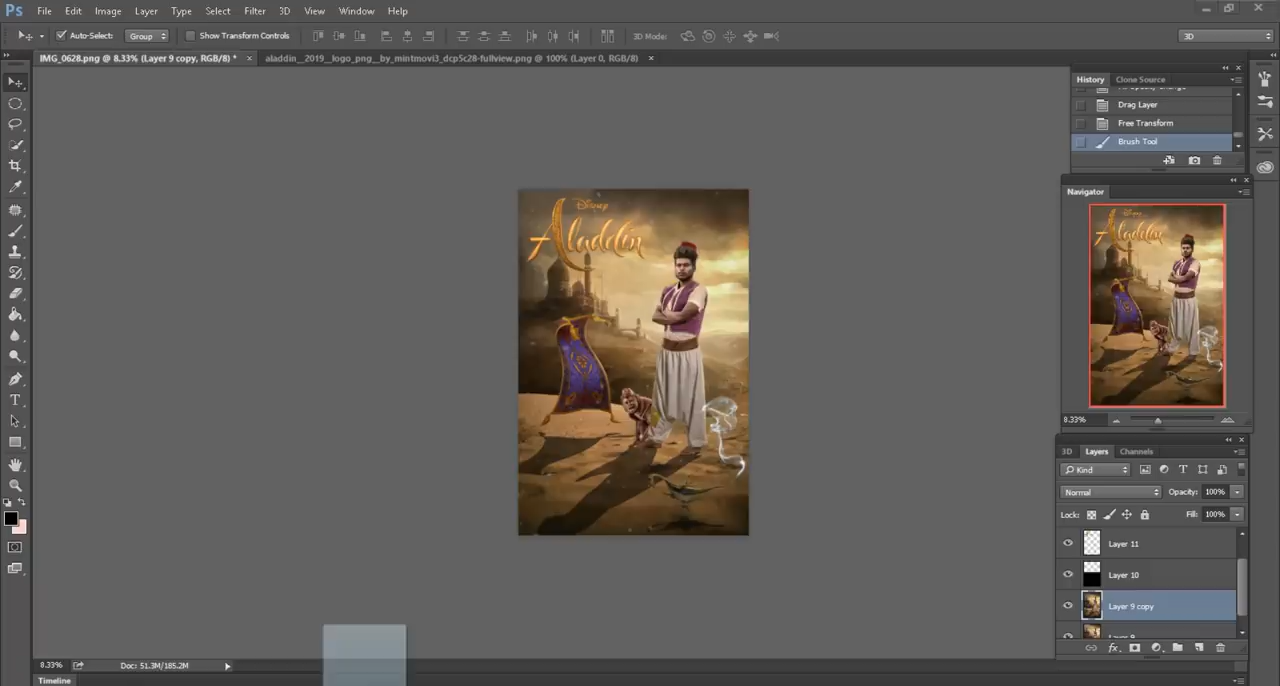 Ps File Edit Image Layer Type Select Filter 3D View Window Help
Auto-Select: Group Show Transform Controls 3D Mode: 3D
IMG_0628.png @ 8.33% (Layer 9 copy, RGB/8) * × aladdin__2019__logo_png__by_mintmovi3_dcp5c28-fullview.png @ 100% (Layer 0, RGB/8) ×
History Clone Source
Drag Layer
Free Transform
Brush Tool
Navigator
Disney
Aladdin
8.33%
3D Layers Channels
Kind
Normal Opacity: 100%
Lock: Fill: 100%
Layer 11
Layer 10
Layer 9 copy
Layer 9
8.33% Doc: 51.3M/185.2M
Timeline